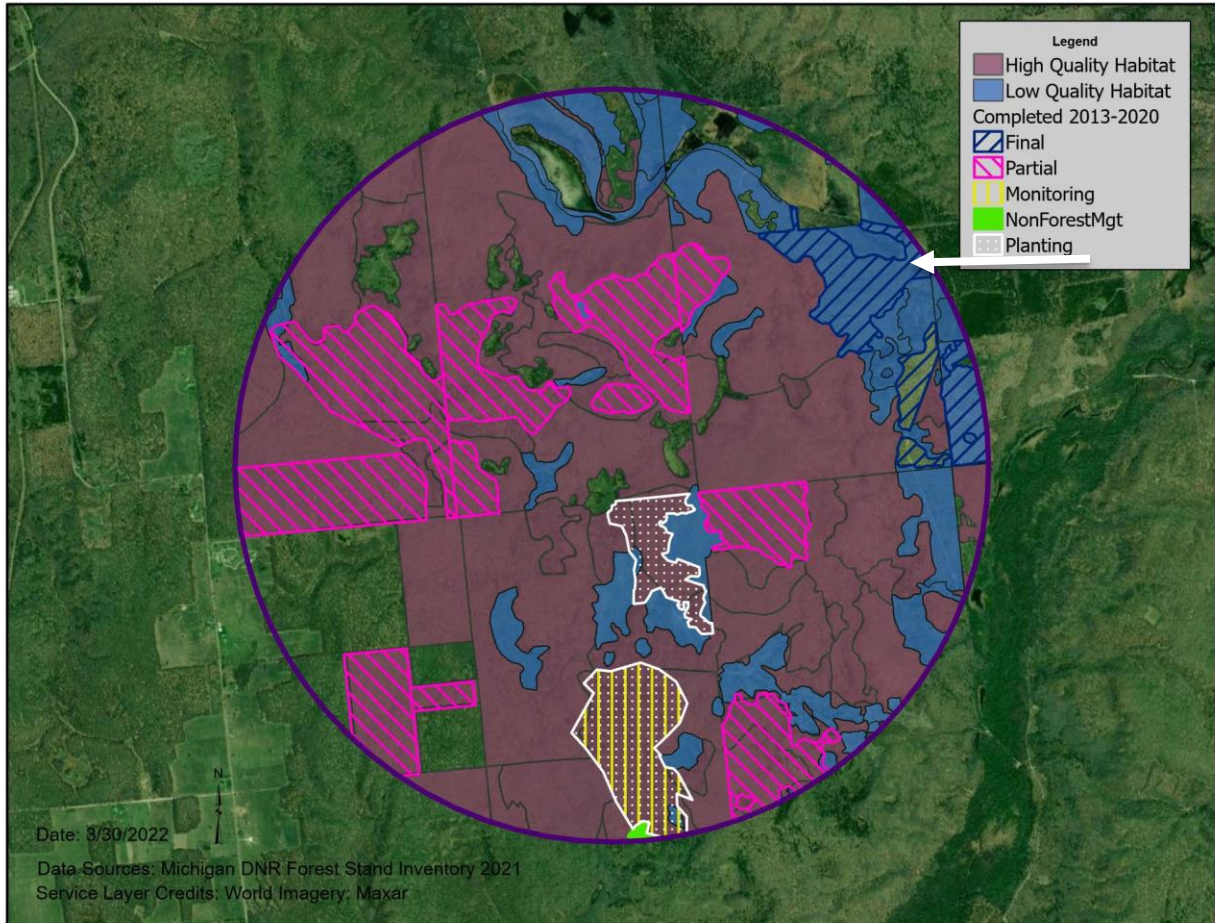 Legend
High Quality Habitat
Low Quality Habitat
Completed 2013-2020
Final
Partial
Monitoring
NonForestMgt
Planting
N
Date: 3/30/2022
Data Sources: Michigan DNR Forest Stand Inventory 2021
Service Layer Credits: World Imagery: Maxar